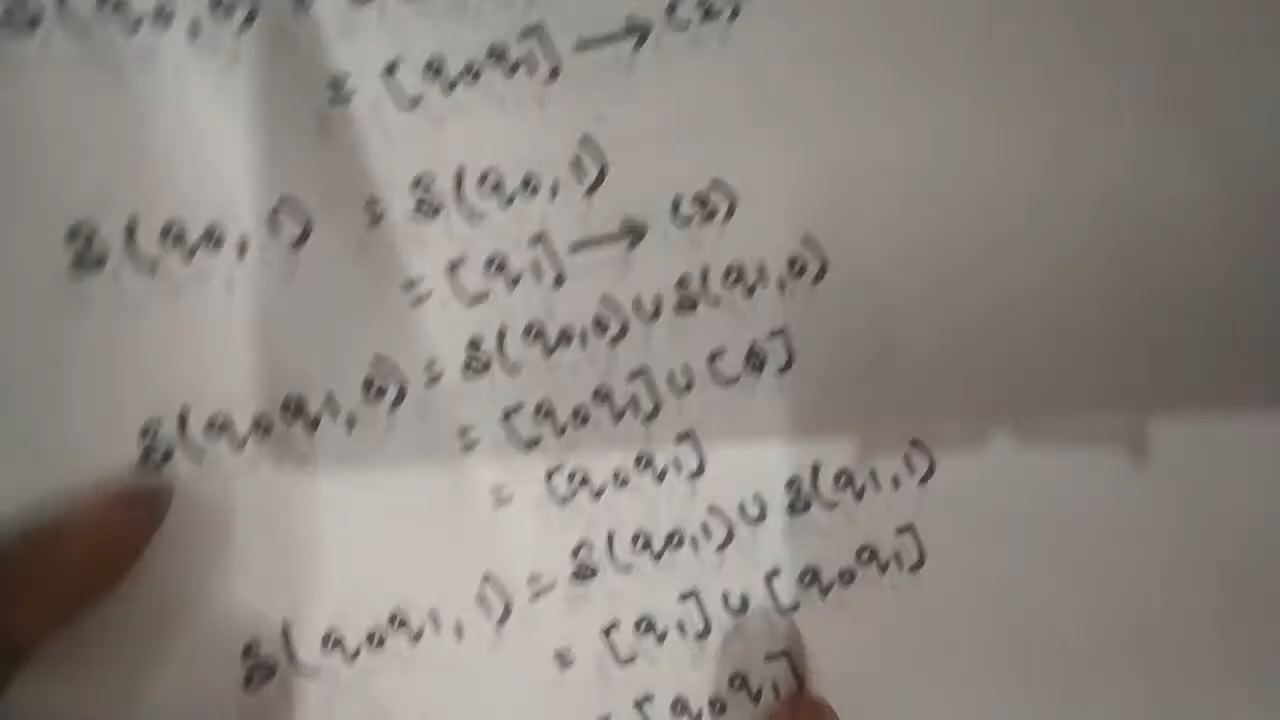 = [q0q1] → (2)
δ(q0,1) = δ(q0,1)
= [q1] → (3)
δ(q0q1,0) = δ(q0,0) ∪ δ(q1,0)
= [q0q1] ∪ [ϕ]
= [q0q1]
δ(q0q1,1) = δ(q0,1) ∪ δ(q1,1)
= [q1] ∪ [q0q1]
= [q0q1]